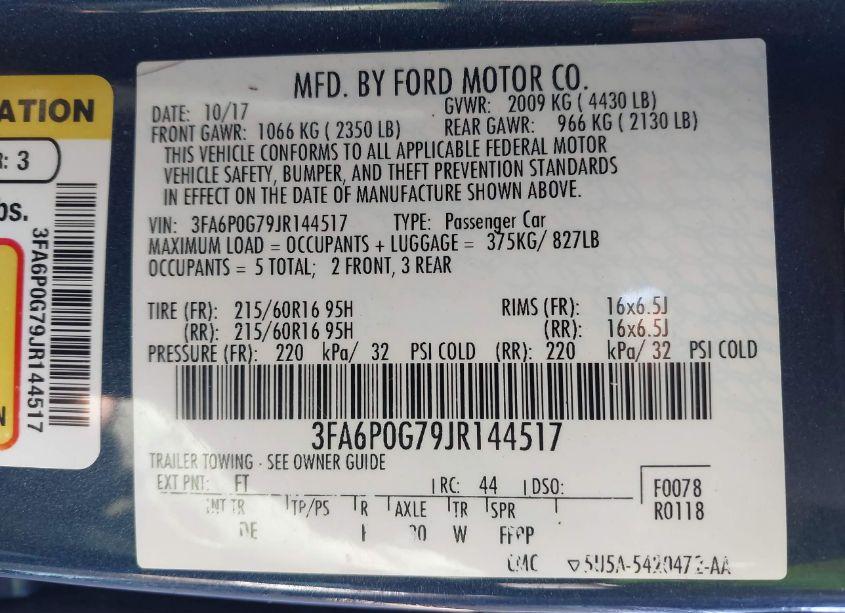 ATION
R: 3
bs.
3FA6P0G79JR144517
N
MFD. BY FORD MOTOR CO.
DATE: 10/17 GVWR: 2009 KG ( 4430 LB)
FRONT GAWR: 1066 KG ( 2350 LB) REAR GAWR: 966 KG ( 2130 LB)
THIS VEHICLE CONFORMS TO ALL APPLICABLE FEDERAL MOTOR
VEHICLE SAFETY, BUMPER, AND THEFT PREVENTION STANDARDS
IN EFFECT ON THE DATE OF MANUFACTURE SHOWN ABOVE.
VIN: 3FA6P0G79JR144517 TYPE: Passenger Car
MAXIMUM LOAD = OCCUPANTS + LUGGAGE = 375KG/ 827LB
OCCUPANTS = 5 TOTAL; 2 FRONT, 3 REAR
TIRE (FR): 215/60R16 95H RIMS (FR): 16x6.5J
(RR): 215/60R16 95H (RR): 16x6.5J
PRESSURE (FR): 220 kPa/ 32 PSI COLD (RR): 220 kPa/ 32 PSI COLD
3FA6P0G79JR144517
TRAILER TOWING - SEE OWNER GUIDE
EXT PNT: FT RC: 44 DSO: F0078
INT TR TP/PS R AXLE TR SPR R0118
DE W